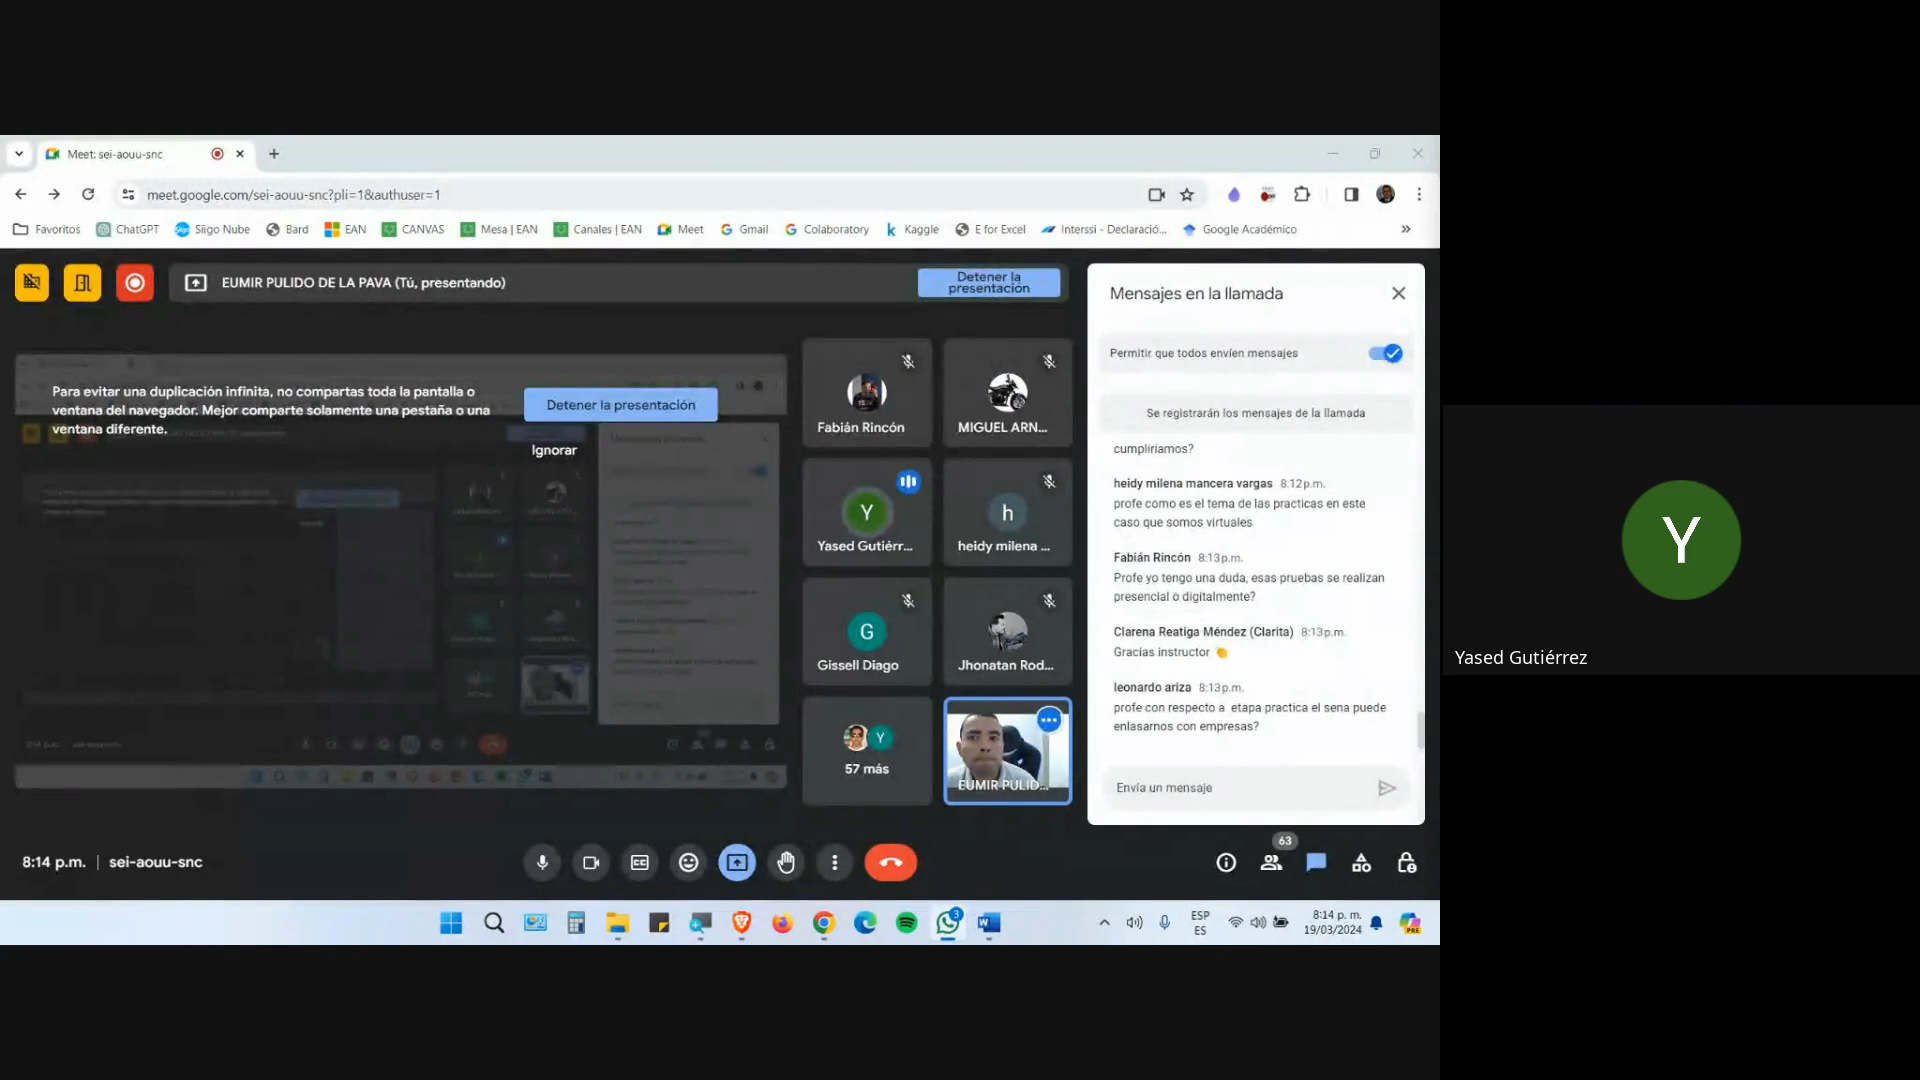 Meet: sei-aouu-snc
meet.google.com/sei-aouu-snc?pli=1&authuser=1
Favoritos ChatGPT Siigo Nube Bard EAN CANVAS Mesa | EAN Canales | EAN Meet Gmail Colaboratory Kaggle E for Excel Interssi - Declaració... Google Académico »
EUMIR PULIDO DE LA PAVA (Tú, presentando)
Detener la
presentación
Para evitar una duplicación infinita, no compartas toda la pantalla o
ventana del navegador. Mejor comparte solamente una pestaña o una
ventana diferente.
Detener la presentación
Ignorar
Fabián Rincón
MIGUEL ARN...
Y
Yased Gutiérr...
h
heidy milena ...
G
Gissell Diago
Jhonatan Rod...
Y
57 más
EUMIR PULID...
Mensajes en la llamada
Permitir que todos envíen mensajes
Se registrarán los mensajes de la llamada
cumpliríamos?
heidy milena mancera vargas 8:12 p.m.
profe como es el tema de las practicas en este
caso que somos virtuales
Fabián Rincón 8:13 p.m.
Profe yo tengo una duda, esas pruebas se realizan
presencial o digitalmente?
Clarena Reatiga Méndez (Clarita) 8:13 p.m.
Gracias instructor 👏
leonardo ariza 8:13 p.m.
profe con respecto a etapa practica el sena puede
enlasarnos con empresas?
Envía un mensaje
8:14 p.m. | sei-aouu-snc
63
3
ESP
ES
8:14 p. m.
19/03/2024
PRE
Y
Yased Gutiérrez